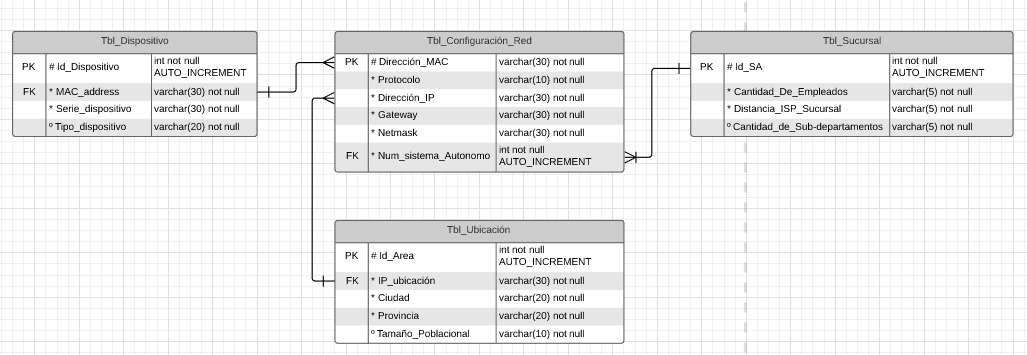 Tbl_Dispositivo
PK # Id_Dispositivo int not null
AUTO_INCREMENT
FK * MAC_address varchar(30) not null
* Serie_dispositivo varchar(30) not null
º Tipo_dispositivo varchar(20) not null
Tbl_Configuración_Red
PK # Dirección_MAC varchar(30) not null
* Protocolo varchar(10) not null
* Dirección_IP varchar(30) not null
* Gateway varchar(30) not null
* Netmask varchar(30) not null
FK * Num_sistema_Autonomo int not null
AUTO_INCREMENT
Tbl_Sucursal
PK # Id_SA int not null
AUTO_INCREMENT
* Cantidad_De_Empleados varchar(5) not null
* Distancia_ISP_Sucursal varchar(5) not null
º Cantidad_de_Sub-departamentos varchar(5) not null
Tbl_Ubicación
PK # Id_Area int not null
AUTO_INCREMENT
FK * IP_ubicación varchar(30) not null
* Ciudad varchar(20) not null
* Provincia varchar(20) not null
º Tamaño_Poblacional varchar(10) not null